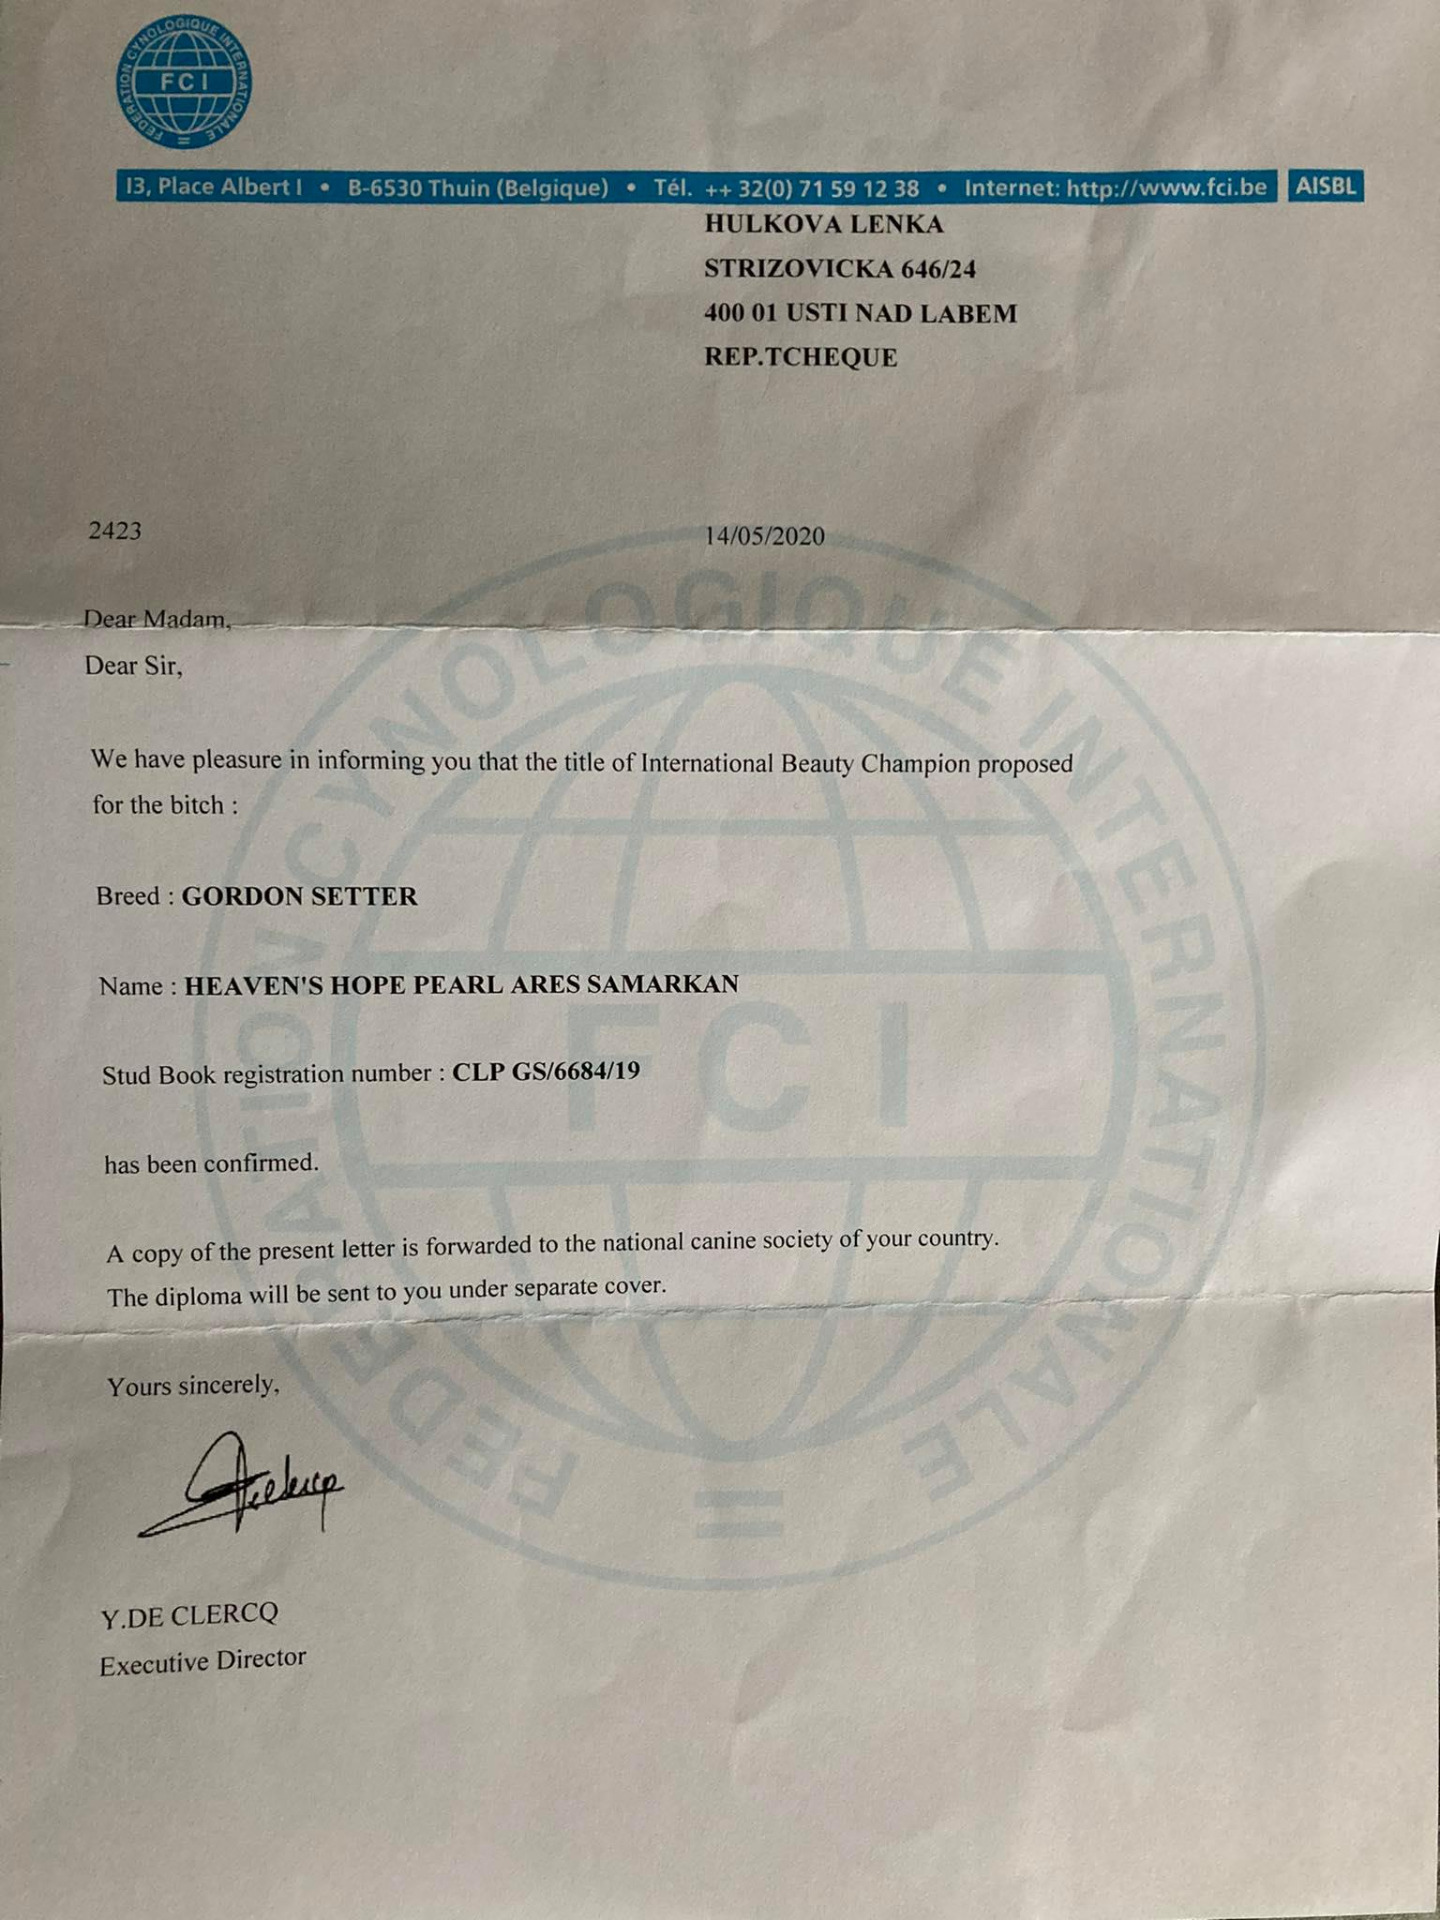 FEDERATION CYNOLOGIQUE INTERNATIONALE
FCI
13, Place Albert I • B-6530 Thuin (Belgique) • Tél. ++ 32(0) 71 59 12 38 • Internet: http://www.fci.be AISBL
HULKOVA LENKA
STRIZOVICKA 646/24
400 01 USTI NAD LABEM
REP.TCHEQUE
2423 14/05/2020
Dear Madam,
Dear Sir,
We have pleasure in informing you that the title of International Beauty Champion proposed
for the bitch :
Breed : GORDON SETTER
Name : HEAVEN'S HOPE PEARL ARES SAMARKAN
Stud Book registration number : CLP GS/6684/19
has been confirmed.
A copy of the present letter is forwarded to the national canine society of your country.
The diploma will be sent to you under separate cover.
Yours sincerely,
Y.DE CLERCQ
Executive Director
FEDERATION CYNOLOGIQUE INTERNATIONALE
FCI